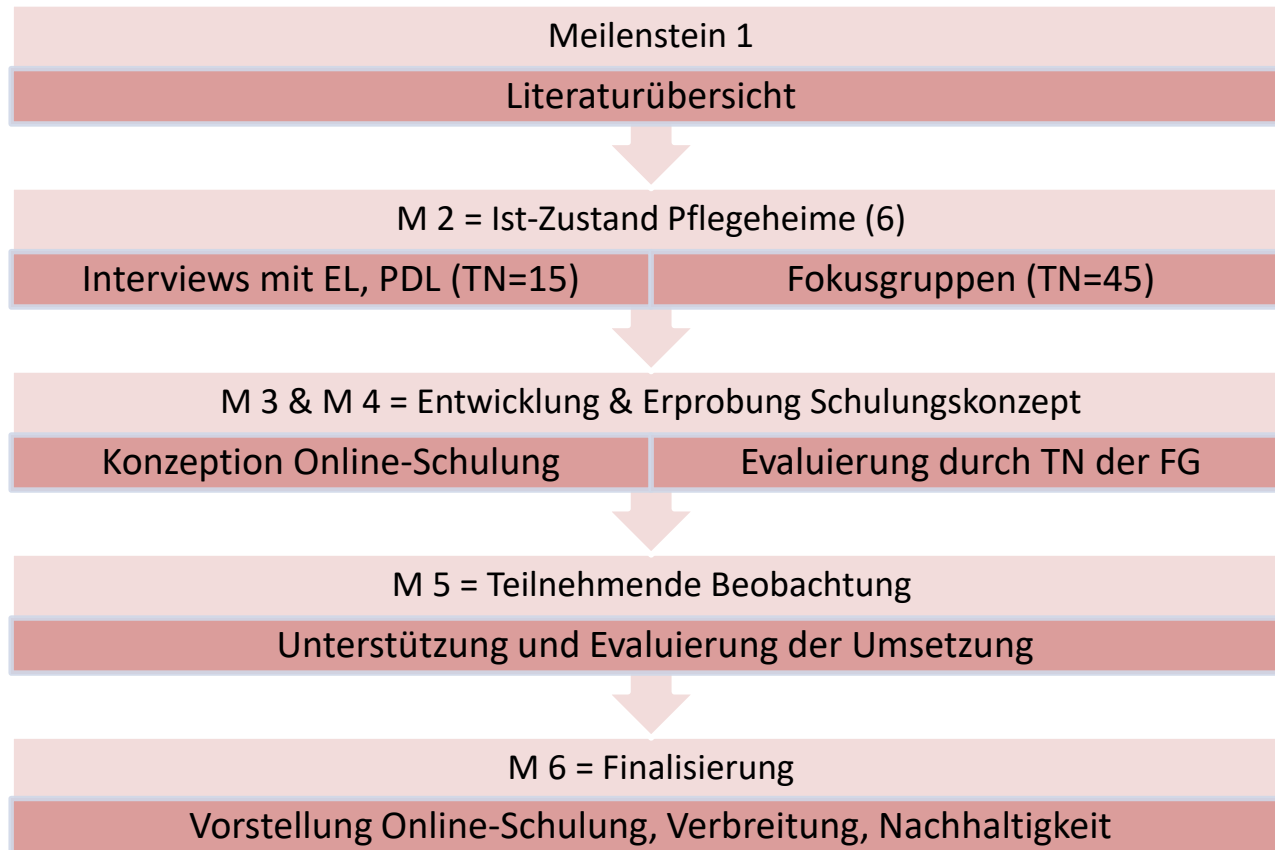 Meilenstein 1
Literaturübersicht
M 2 = Ist-Zustand Pflegeheime (6)
Interviews mit EL, PDL (TN=15)
Fokusgruppen (TN=45)
M 3 & M 4 = Entwicklung & Erprobung Schulungskonzept
Konzeption Online-Schulung
Evaluierung durch TN der FG
M 5 = Teilnehmende Beobachtung
Unterstützung und Evaluierung der Umsetzung
M 6 = Finalisierung
Vorstellung Online-Schulung, Verbreitung, Nachhaltigkeit